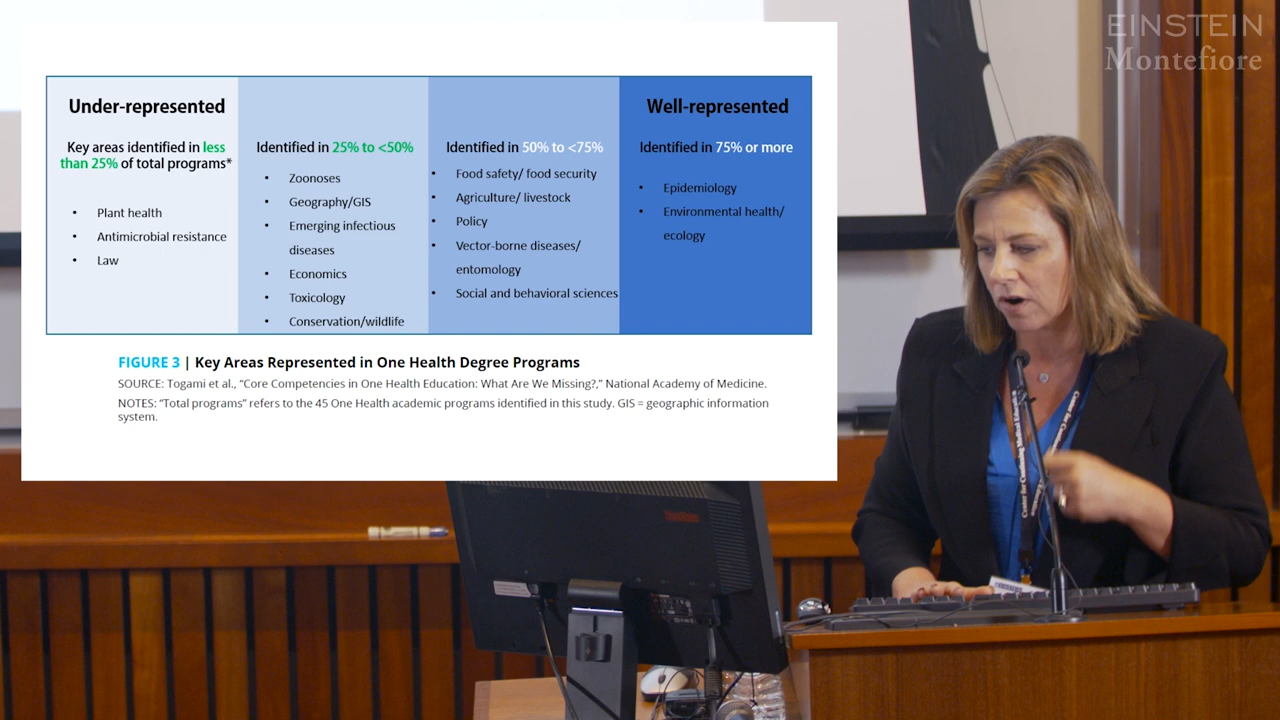 EINSTEIN
Montefiore
Under-represented
Key areas identified in less
than 25% of total programs*
• Plant health
• Antimicrobial resistance
• Law
Identified in 25% to <50%
• Zoonoses
• Geography/GIS
• Emerging infectious
diseases
• Economics
• Toxicology
• Conservation/wildlife
Identified in 50% to <75%
• Food safety/ food security
• Agriculture/ livestock
• Policy
• Vector-borne diseases/
entomology
• Social and behavioral sciences
Well-represented
Identified in 75% or more
• Epidemiology
• Environmental health/
ecology
FIGURE 3 | Key Areas Represented in One Health Degree Programs
SOURCE: Togami et al., “Core Competencies in One Health Education: What Are We Missing?,” National Academy of Medicine.
NOTES: “Total programs” refers to the 45 One Health academic programs identified in this study. GIS = geographic information
system.
Center for Continuing Medical Education